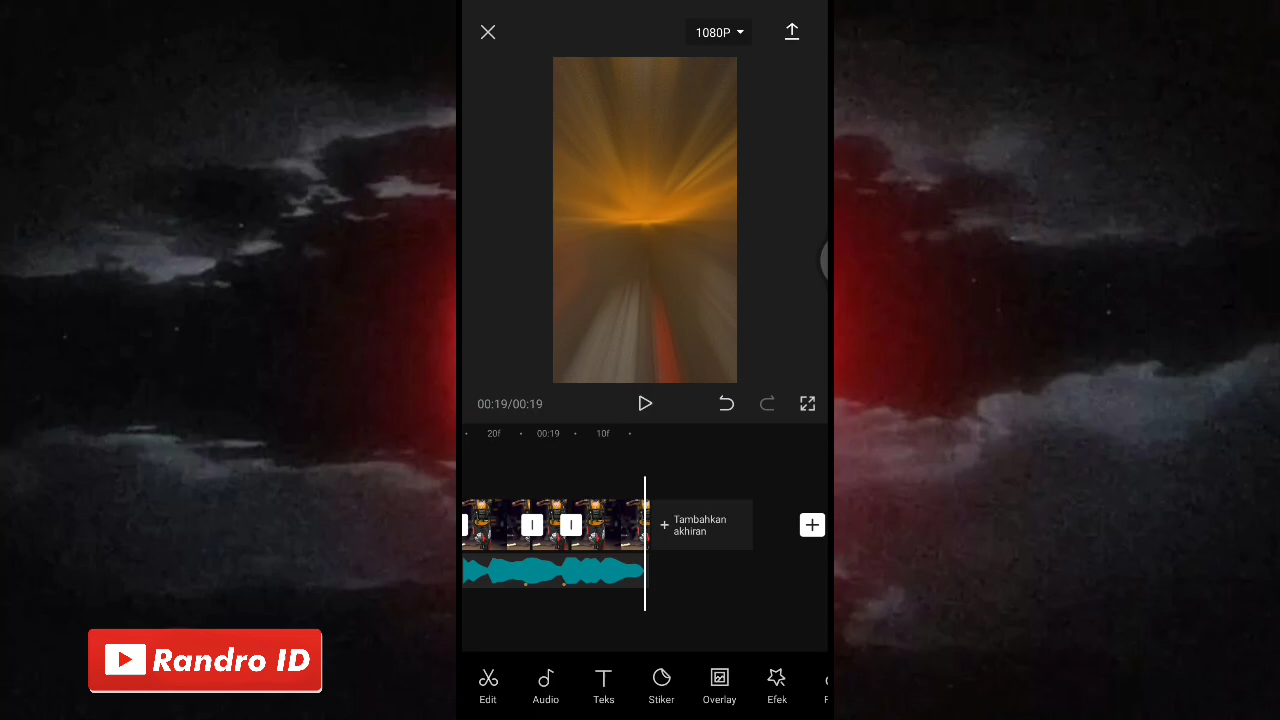 1080P
00:19/00:19
20f
00:19
10f
+ Tambahkan
akhiran
Edit
Audio
Teks
Stiker
Overlay
Efek
Randro ID